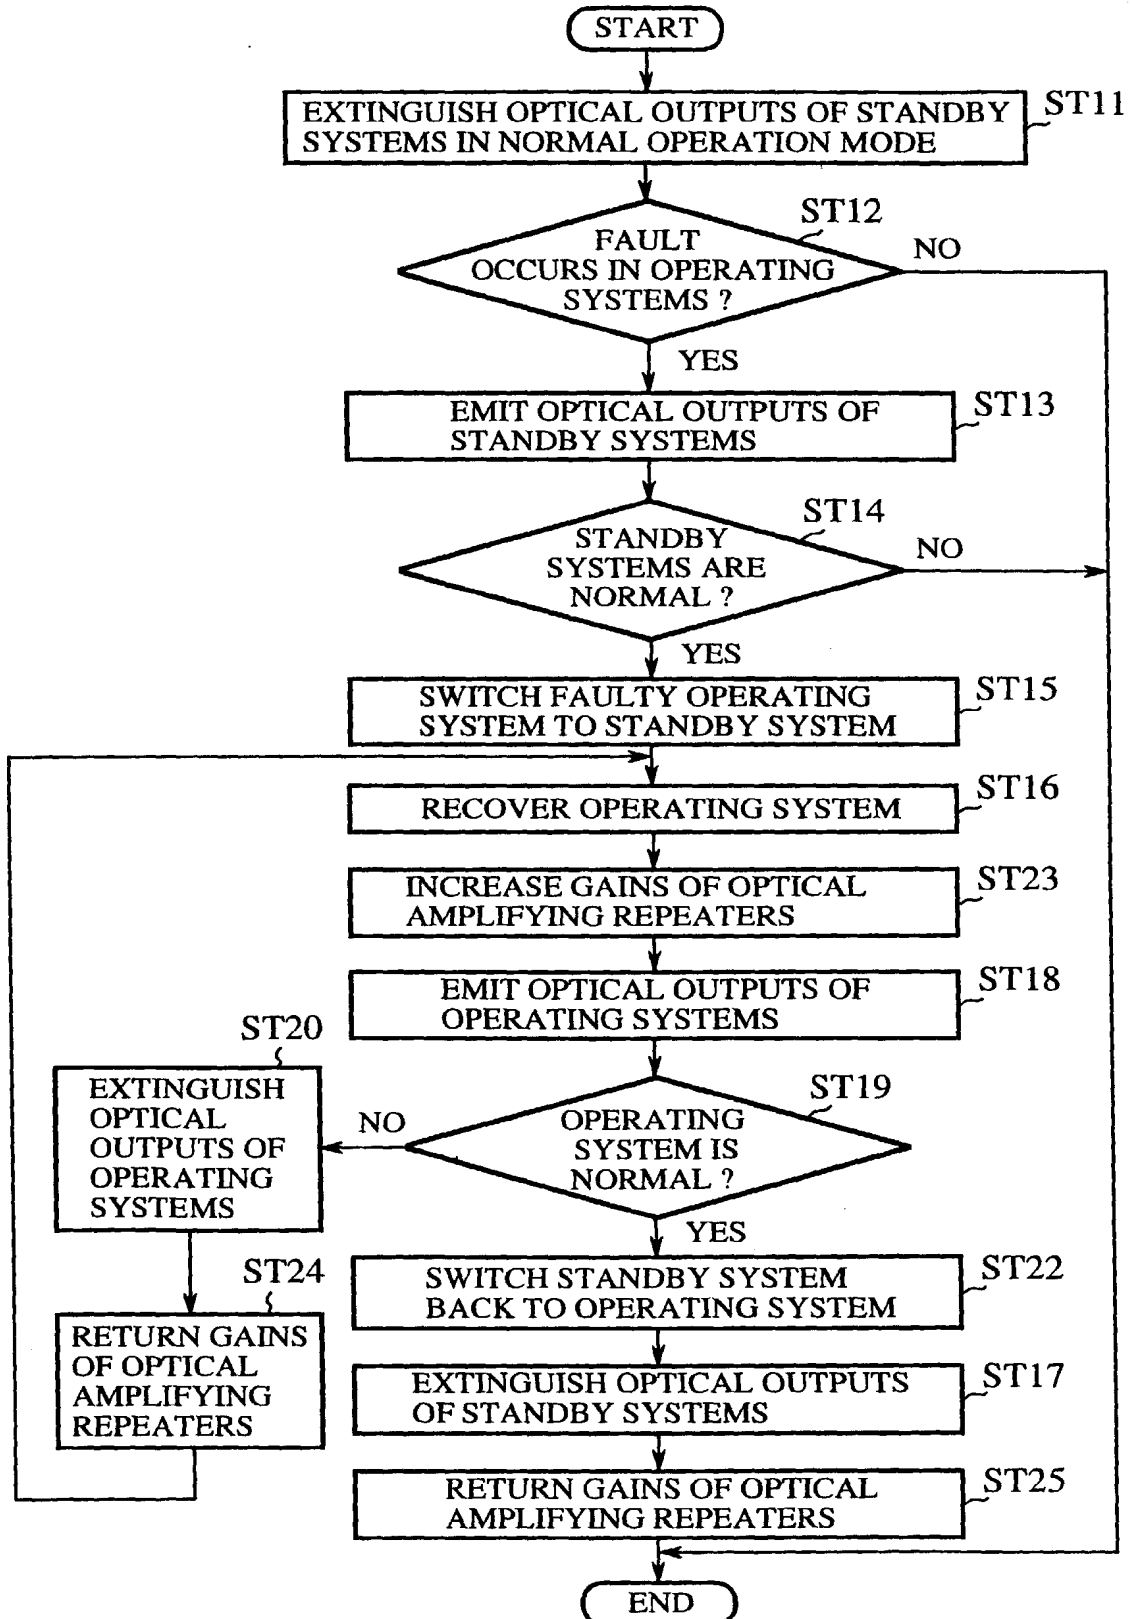 START
EXTINGUISH OPTICAL OUTPUTS OF STANDBY
SYSTEMS IN NORMAL OPERATION MODE
ST11
ST12
FAULT
OCCURS IN OPERATING
SYSTEMS ?
NO
YES
EMIT OPTICAL OUTPUTS OF
STANDBY SYSTEMS
ST13
ST14
STANDBY
SYSTEMS ARE
NORMAL ?
NO
YES
SWITCH FAULTY OPERATING
SYSTEM TO STANDBY SYSTEM
ST15
RECOVER OPERATING SYSTEM
ST16
INCREASE GAINS OF OPTICAL
AMPLIFYING REPEATERS
ST23
EMIT OPTICAL OUTPUTS OF
OPERATING SYSTEMS
ST18
ST19
OPERATING
SYSTEM IS
NORMAL ?
NO
YES
ST20
EXTINGUISH
OPTICAL
OUTPUTS OF
OPERATING
SYSTEMS
ST24
RETURN GAINS
OF OPTICAL
AMPLIFYING
REPEATERS
SWITCH STANDBY SYSTEM
BACK TO OPERATING SYSTEM
ST22
EXTINGUISH OPTICAL OUTPUTS
OF STANDBY SYSTEMS
ST17
RETURN GAINS OF OPTICAL
AMPLIFYING REPEATERS
ST25
END